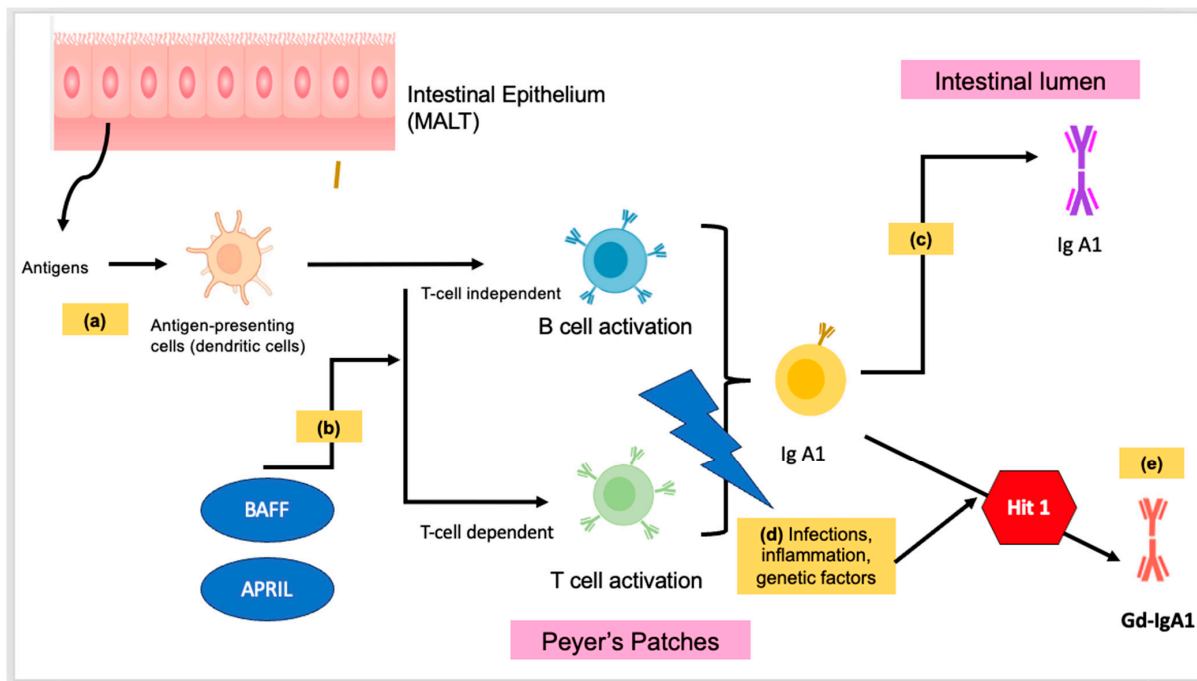 Intestinal Epithelium
(MALT)
Intestinal lumen
Antigens
(a)
Antigen-presenting
cells (dendritic cells)
T-cell independent
B cell activation
(b)
BAFF
APRIL
T-cell dependent
T cell activation
Peyer's Patches
Ig A1
(c)
Ig A1
(d) Infections,
inflammation,
genetic factors
Hit 1
(e)
Gd-IgA1